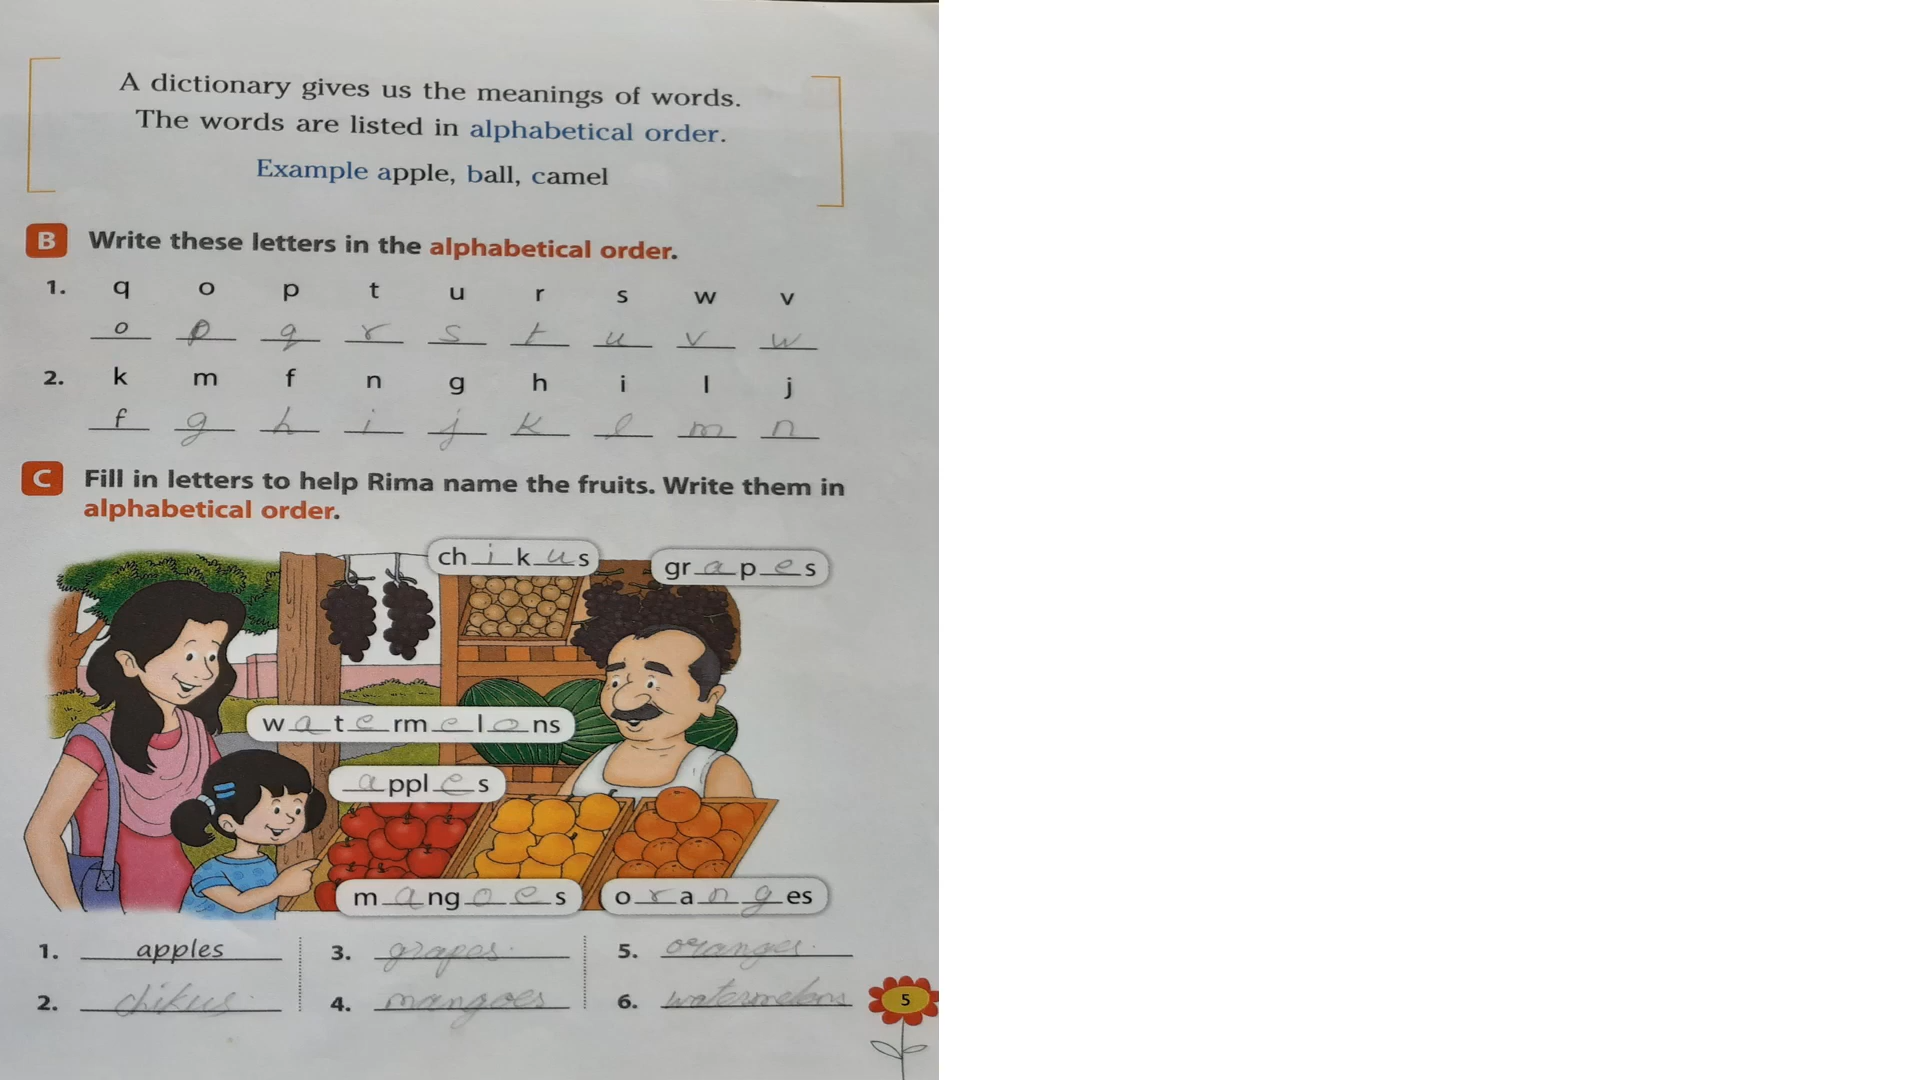 A dictionary gives us the meanings of words.
The words are listed in alphabetical order.
Example apple, ball, camel
B Write these letters in the alphabetical order.
1. q o p t u r s w v
o p q r s t u v w
2. k m f n g h i l j
f g h i j k l m n
C Fill in letters to help Rima name the fruits. Write them in
alphabetical order.
chikus
grapes
watermelons
apples
mangoes
oranges
1. apples 3. grapes. 5. oranges.
2. chikus. 4. mangoes 6. watermelons
5